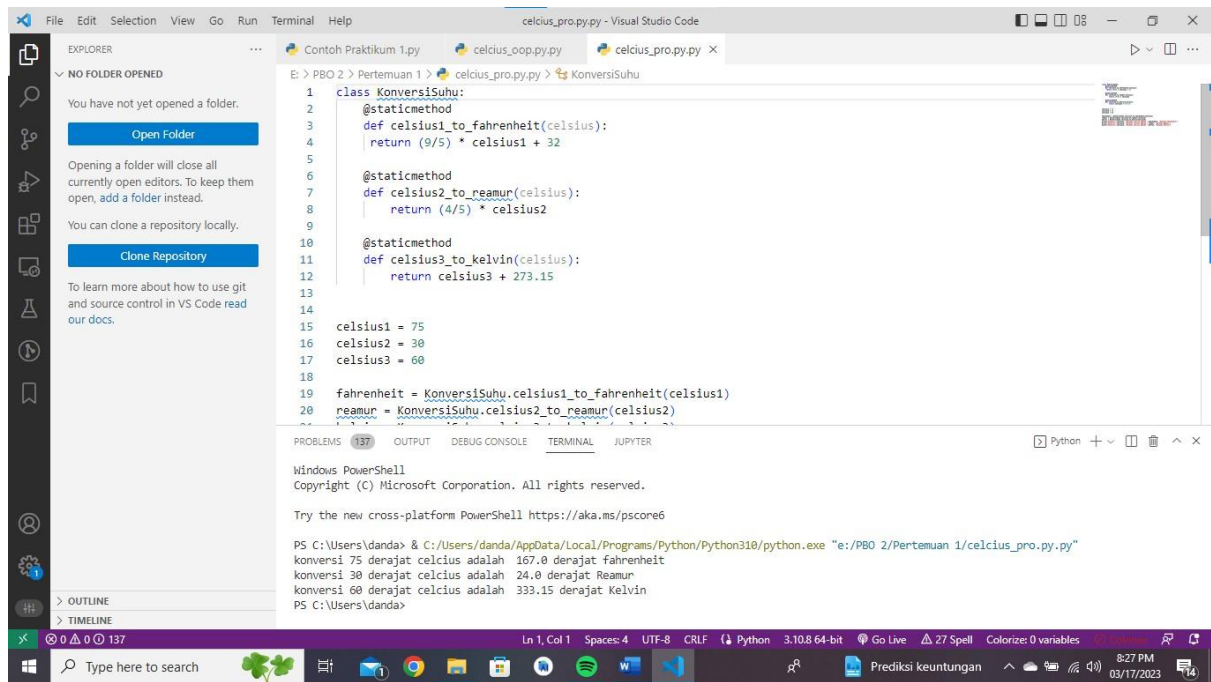 File Edit Selection View Go Run Terminal Help celcius_pro.py.py - Visual Studio Code
EXPLORER
NO FOLDER OPENED
You have not yet opened a folder.
Open Folder
Opening a folder will close all
currently open editors. To keep them
open, add a folder instead.
You can clone a repository locally.
Clone Repository
To learn more about how to use git
and source control in VS Code read
our docs.
OUTLINE
TIMELINE
Contoh Praktikum 1.py celcius_oop.py.py celcius_pro.py.py
E: > PBO 2 > Pertemuan 1 > celcius_pro.py.py > KonversiSuhu
1 class KonversiSuhu:
2 @staticmethod
3 def celsius1_to_fahrenheit(celsius):
4 return (9/5) * celsius1 + 32
5
6 @staticmethod
7 def celsius2_to_reamur(celsius):
8 return (4/5) * celsius2
9
10 @staticmethod
11 def celsius3_to_kelvin(celsius):
12 return celsius3 + 273.15
13
14
15 celsius1 = 75
16 celsius2 = 30
17 celsius3 = 60
18
19 fahrenheit = KonversiSuhu.celsius1_to_fahrenheit(celsius1)
20 reamur = KonversiSuhu.celsius2_to_reamur(celsius2)
PROBLEMS 137 OUTPUT DEBUG CONSOLE TERMINAL JUPYTER Python
Windows PowerShell
Copyright (C) Microsoft Corporation. All rights reserved.
Try the new cross-platform PowerShell https://aka.ms/pscore6
PS C:\Users\danda> & C:/Users/danda/AppData/Local/Programs/Python/Python310/python.exe "e:/PBO 2/Pertemuan 1/celcius_pro.py.py"
konversi 75 derajat celcius adalah 167.0 derajat fahrenheit
konversi 30 derajat celcius adalah 24.0 derajat Reamur
konversi 60 derajat celcius adalah 333.15 derajat Kelvin
PS C:\Users\danda>
0 0 137 Ln 1, Col 1 Spaces: 4 UTF-8 CRLF Python 3.10.8 64-bit Go Live 27 Spell Colorize: 0 variables
Type here to search Prediksi keuntungan 8:27 PM
03/17/2023 14